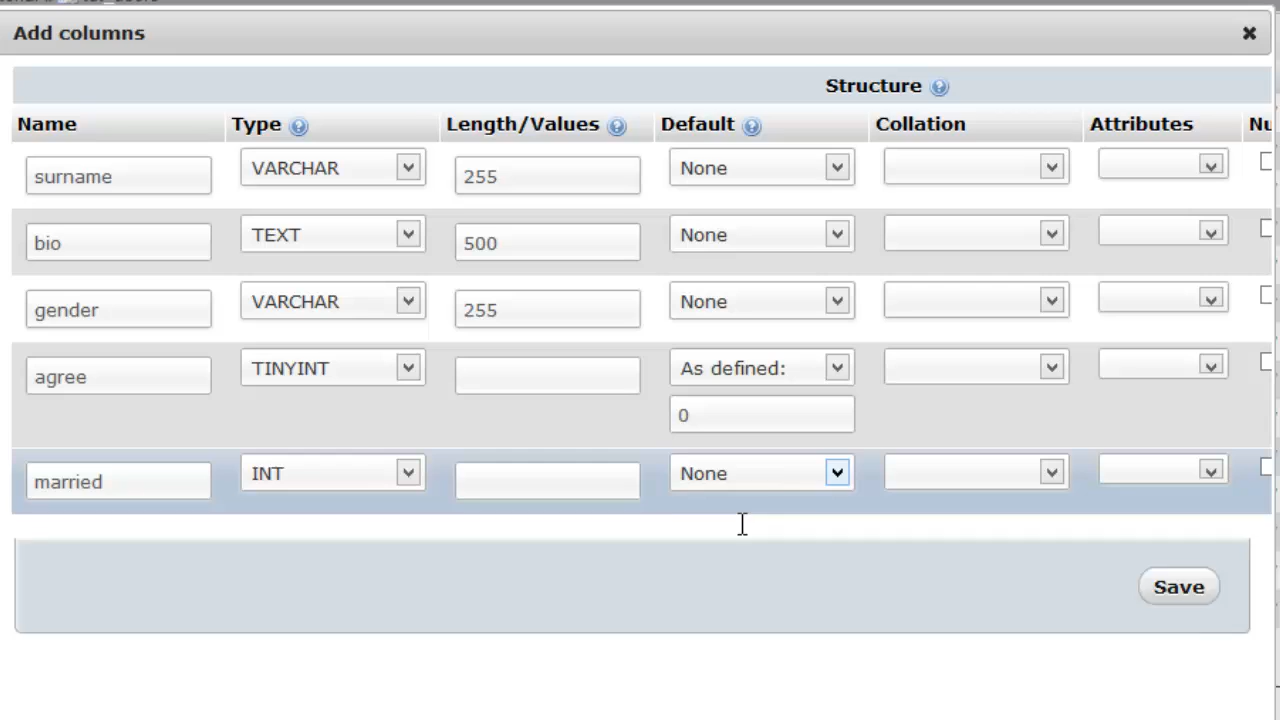 Add columns
Structure
Name Type Length/Values Default Collation Attributes Nu
surname VARCHAR 255 None
bio TEXT 500 None
gender VARCHAR 255 None
agree TINYINT As defined:
0
married INT None
Save